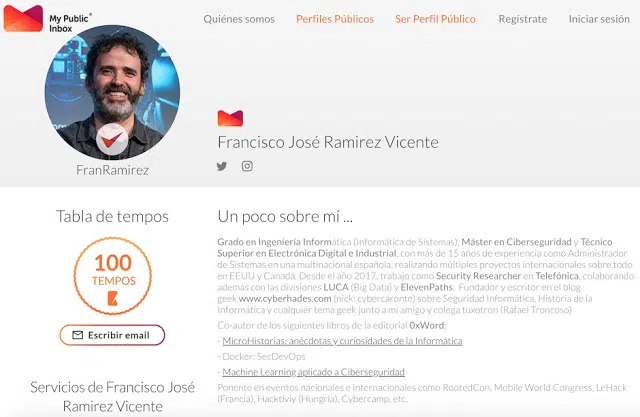 My Public Inbox
Quiénes somos
Perfiles Públicos
Ser Perfil Público
Regístrate
Iniciar sesión
FranRamirez
Francisco José Ramirez Vicente
Tabla de tempos
100
TEMPOS
Escribir email
Servicios de Francisco José
Ramirez Vicente
Un poco sobre mí ...
Grado en Ingeniería Informática (Informática de Sistemas), Máster en Ciberseguridad y Técnico
Superior en Electrónica Digital e Industrial, con más de 15 años de experiencia como Administrador
de Sistemas en una multinacional española, realizando múltiples proyectos internacionales sobre todo
en EEUU y Canadá. Desde el año 2017, trabajo como Security Researcher en Telefónica, colaborando
además con las divisiones LUCA (Big Data) y ElevenPaths. Fundador y escritor en el blog
geek www.cyberhades.com (nick: cybercaronte) sobre Seguridad Informática, Historia de la
Informática y cualquier tema geek junto a mi amigo y colega tuxotron (Rafael Troncoso)
Co-autor de los siguientes libros de la editorial 0xWord:
- MicroHistorias: anécdotas y curiosidades de la Informática
- Docker: SecDevOps
- Machine Learning aplicado a Ciberseguridad
Ponente en eventos nacionales e internacionales como RootedCon, Mobile World Congress, LeHack
(Francia), Hacktiviy (Hungría), Cybercamp, etc.